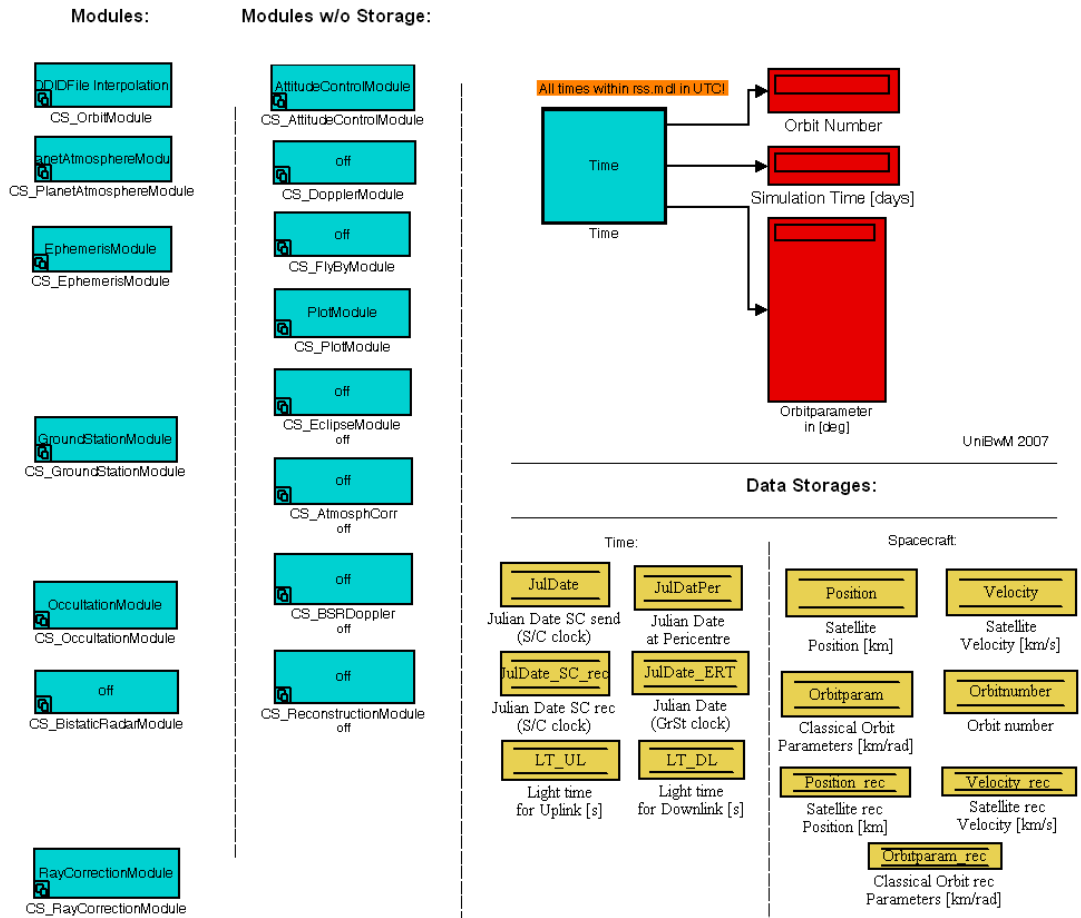 Modules:
DDIDFile Interpolation
CS_OrbitModule
anetAtmosphereModu
CS_PlanetAtmosphereModule
EphemerisModule
CS_EphemerisModule
GroundStationModule
CS_GroundStationModule
OccultationModule
CS_OccultationModule
off
CS_BistaticRadarModule
RayCorrectionModule
CS_RayCorrectionModule
Modules w/o Storage:
AttitudeControlModule
CS_AttitudeControlModule
off
CS_DopplerModule
off
CS_FlyByModule
PlotModule
CS_PlotModule
off
CS_EclipseModule
off
off
CS_AtmosphCorr
off
off
CS_BSRDoppler
off
off
CS_ReconstructionModule
off
All times within rss.mdl in UTC!
Time
Time
Orbit Number
Simulation Time [days]
Orbitparameter
in [deg]
UniBwM 2007
Data Storages:
Time:
JulDate
Julian Date SC send
(S/C clock)
JulDatPer
Julian Date
at Pericentre
JulDate_SC_rec
Julian Date SC rec
(S/C clock)
JulDate_ERT
Julian Date
(GrSt clock)
LT_UL
Light time
for Uplink [s]
LT_DL
Light time
for Downlink [s]
Spacecraft:
Position
Satellite
Position [km]
Velocity
Satellite
Velocity [km/s]
Orbitparam
Classical Orbit
Parameters [km/rad]
Orbitnumber
Orbit number
Position_rec
Satellite rec
Position [km]
Velocity_rec
Satellite rec
Velocity [km/s]
Orbitparam_rec
Classical Orbit rec
Parameters [km/rad]